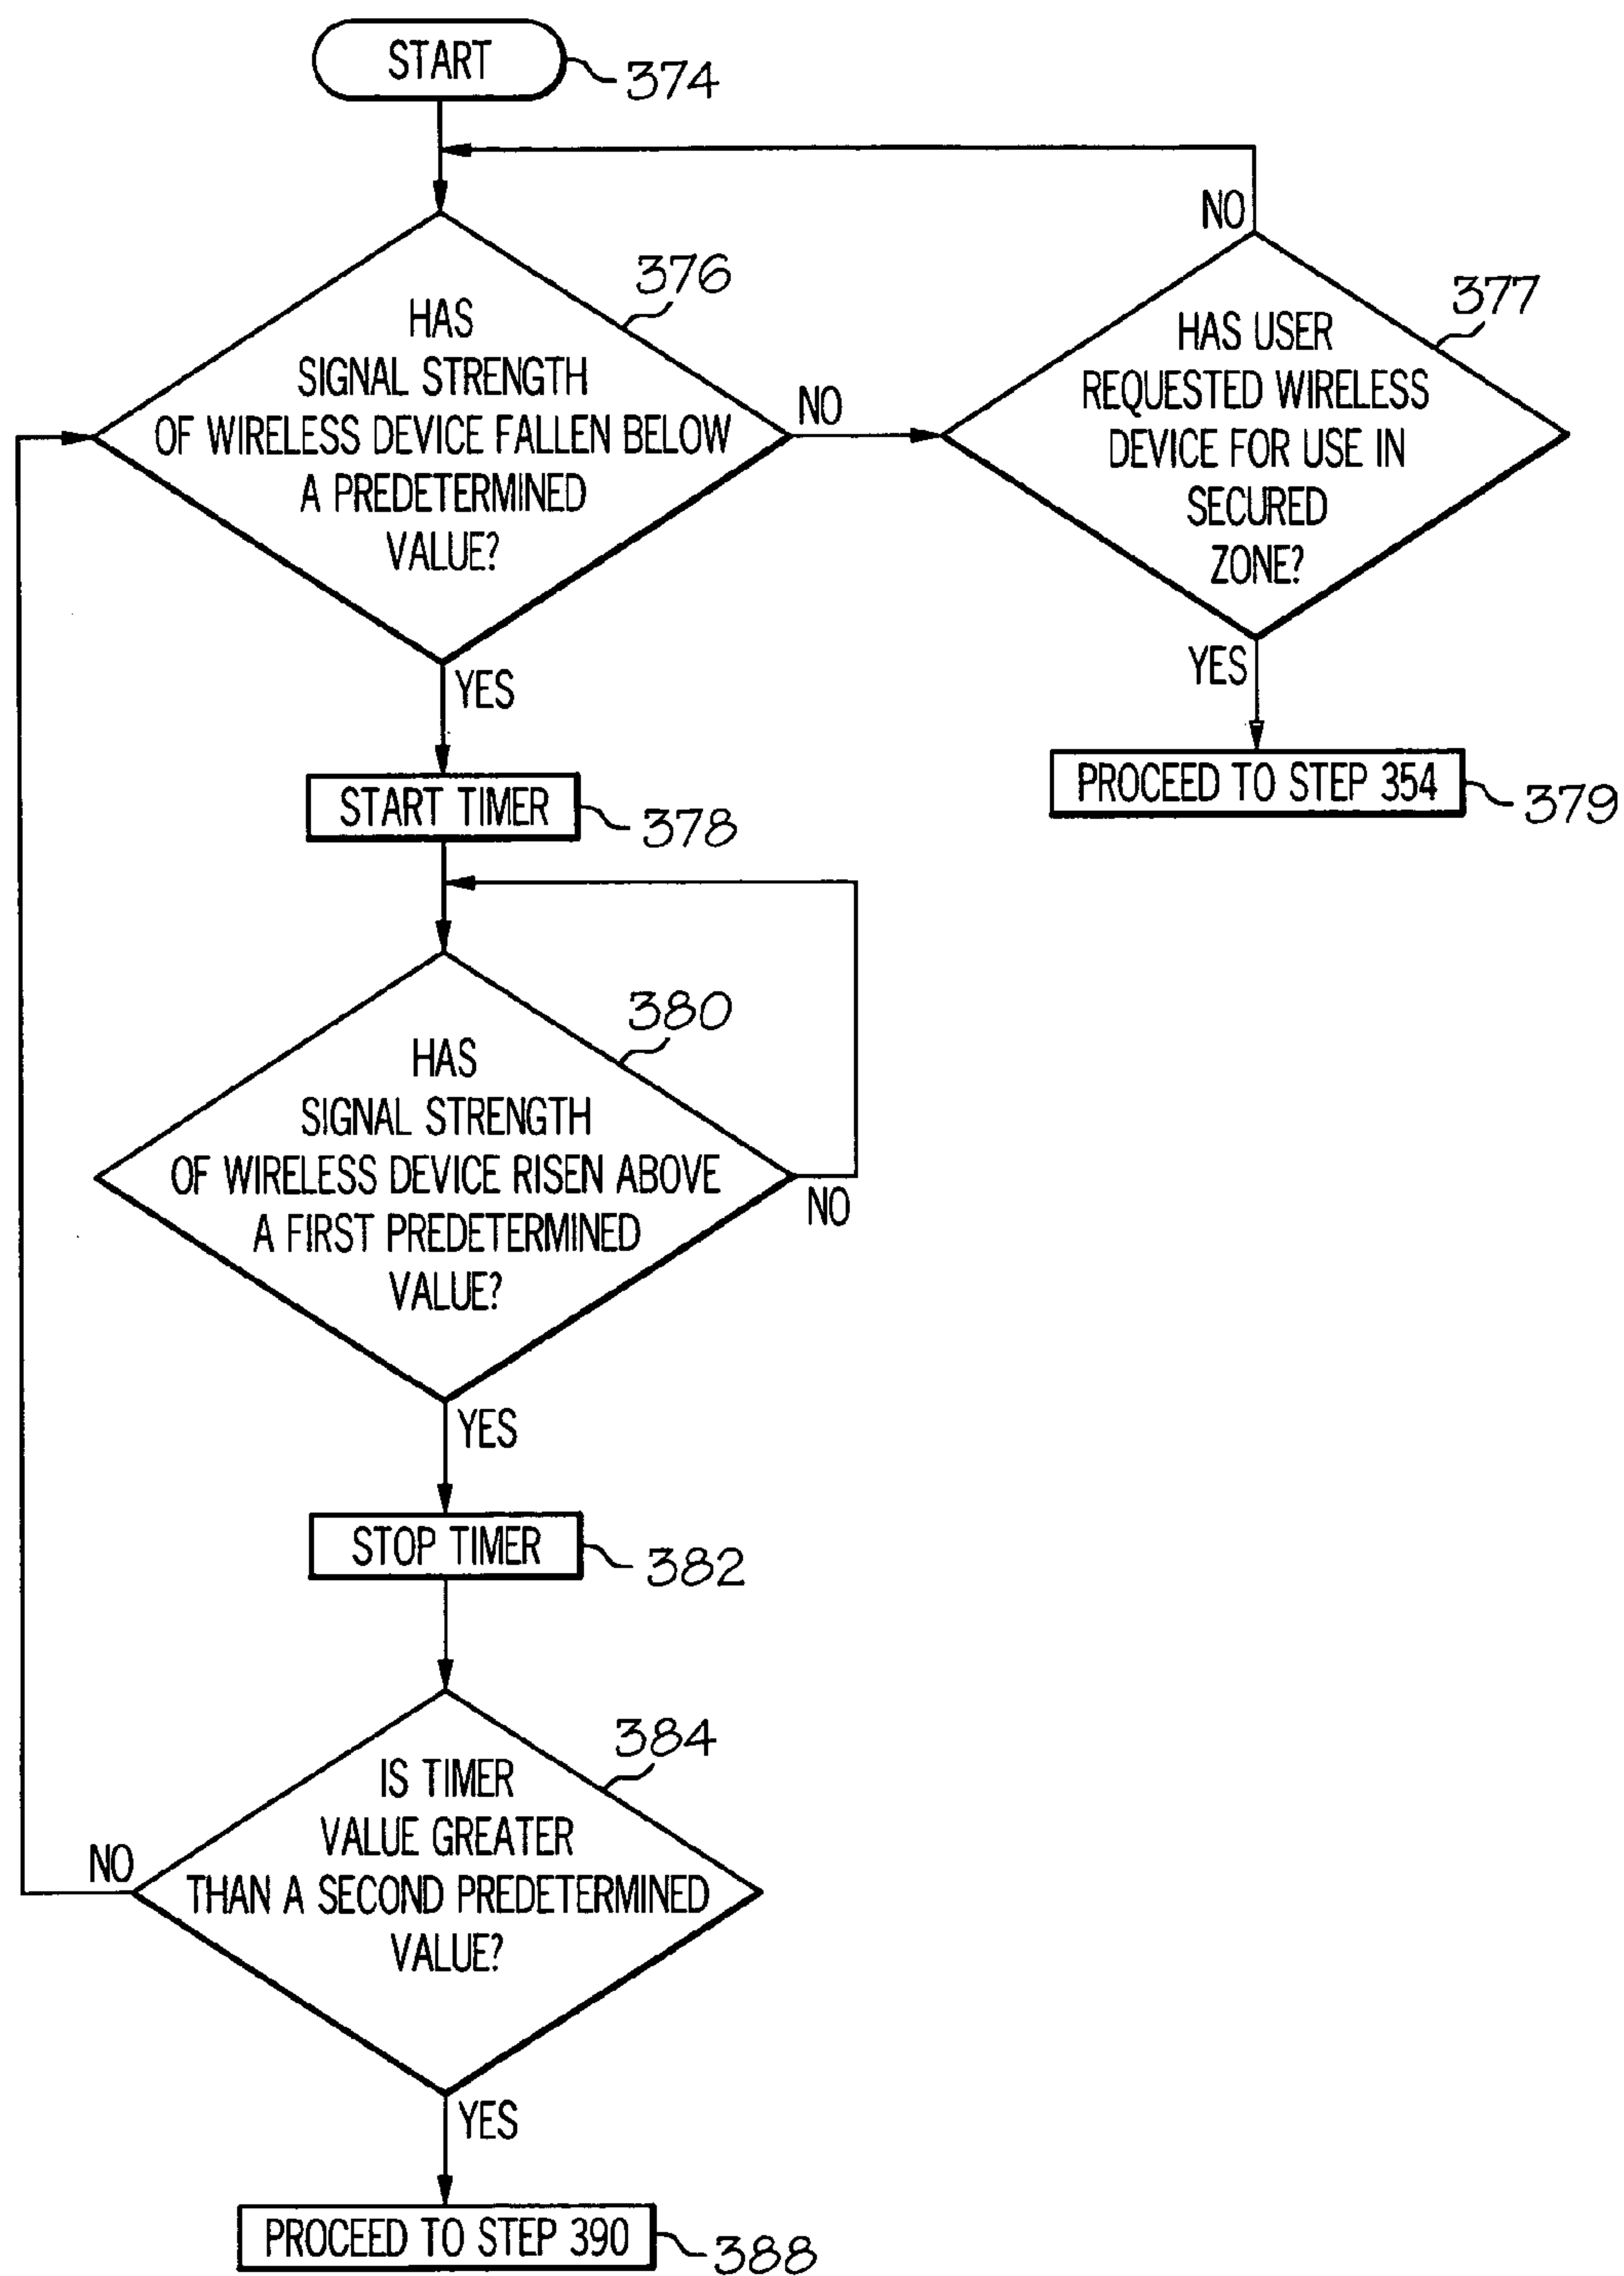 START
374
NO
376
HAS
SIGNAL STRENGTH
OF WIRELESS DEVICE FALLEN BELOW
A PREDETERMINED
VALUE?
NO
377
HAS USER
REQUESTED WIRELESS
DEVICE FOR USE IN
SECURED
ZONE?
YES
YES
START TIMER
378
PROCEED TO STEP 354
379
380
HAS
SIGNAL STRENGTH
OF WIRELESS DEVICE RISEN ABOVE
A FIRST PREDETERMINED
VALUE?
NO
YES
STOP TIMER
382
384
IS TIMER
VALUE GREATER
THAN A SECOND PREDETERMINED
VALUE?
NO
YES
PROCEED TO STEP 390
388